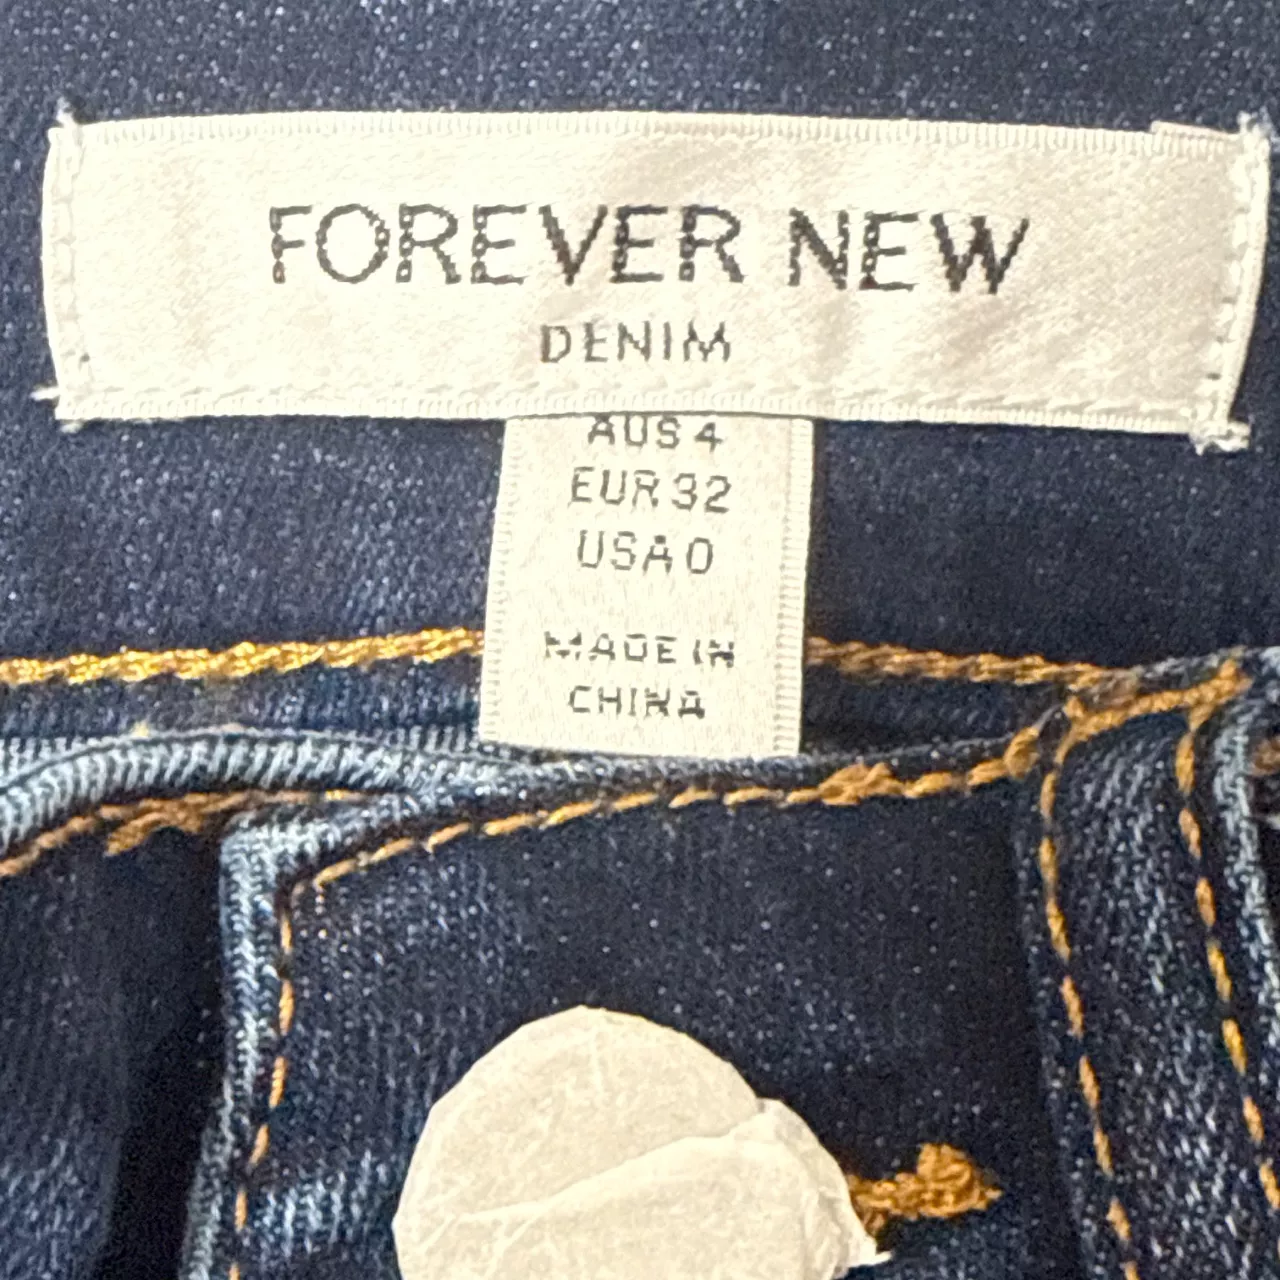 FOREVER NEW
DENIM
AUS 4
EUR 32
USA 0
MADE IN
CHINA